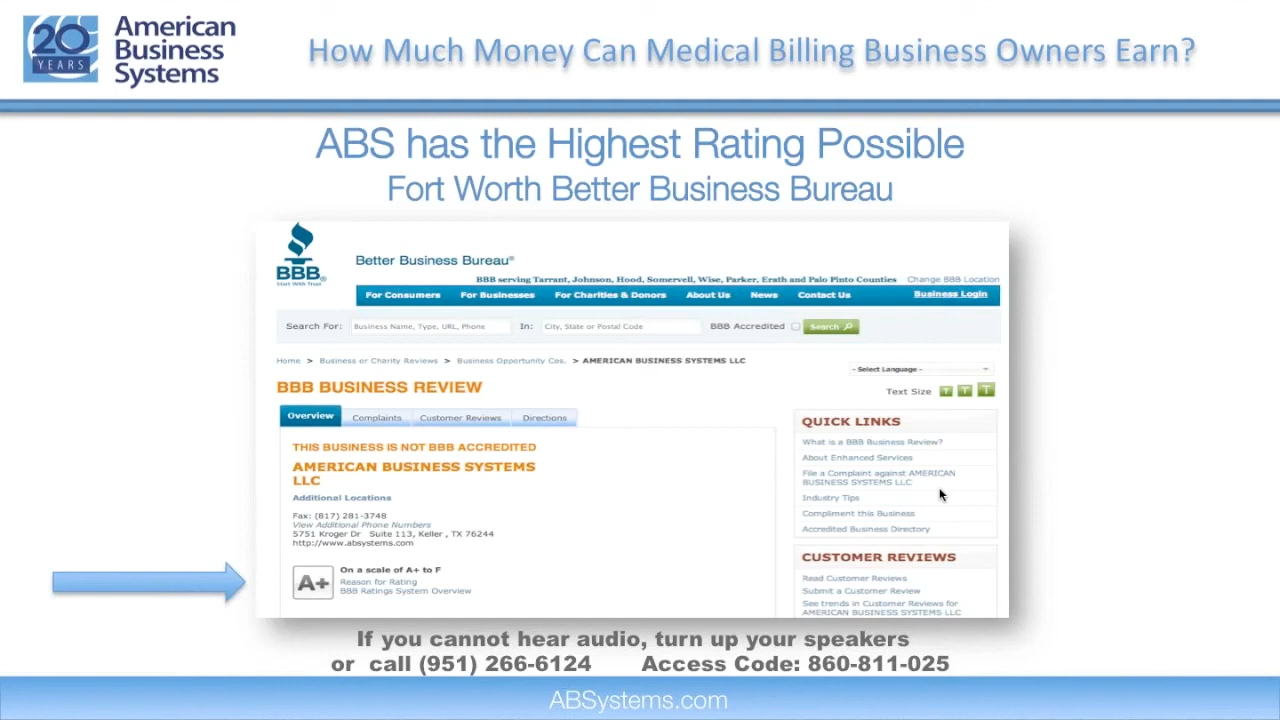 20
YEARS
American
Business
Systems
How Much Money Can Medical Billing Business Owners Earn?
ABS has the Highest Rating Possible
Fort Worth Better Business Bureau
BBB®
Start With Trust
Better Business Bureau®
BBB serving Tarrant, Johnson, Hood, Somervell, Wise, Parker, Erath and Palo Pinto Counties Change BBB Location
For Consumers For Businesses For Charities & Donors About Us News Contact Us Business Login
Search For: Business Name, Type, URL, Phone In: City, State or Postal Code BBB Accredited Search
Home > Business or Charity Reviews > Business Opportunity Cos. > AMERICAN BUSINESS SYSTEMS LLC
- Select Language -
BBB BUSINESS REVIEW
Text Size T T T
Overview Complaints Customer Reviews Directions
THIS BUSINESS IS NOT BBB ACCREDITED
AMERICAN BUSINESS SYSTEMS
LLC
Additional Locations
Fax: (817) 281-3748
View Additional Phone Numbers
5751 Kroger Dr Suite 113, Keller , TX 76244
http://www.absystems.com
A+
On a scale of A+ to F
Reason for Rating
BBB Ratings System Overview
QUICK LINKS
What is a BBB Business Review?
About Enhanced Services
File a Complaint against AMERICAN
BUSINESS SYSTEMS LLC
Industry Tips
Compliment this Business
Accredited Business Directory
CUSTOMER REVIEWS
Read Customer Reviews
Submit a Customer Review
See trends in Customer Reviews for
AMERICAN BUSINESS SYSTEMS LLC
If you cannot hear audio, turn up your speakers
or call (951) 266-6124 Access Code: 860-811-025
ABSystems.com